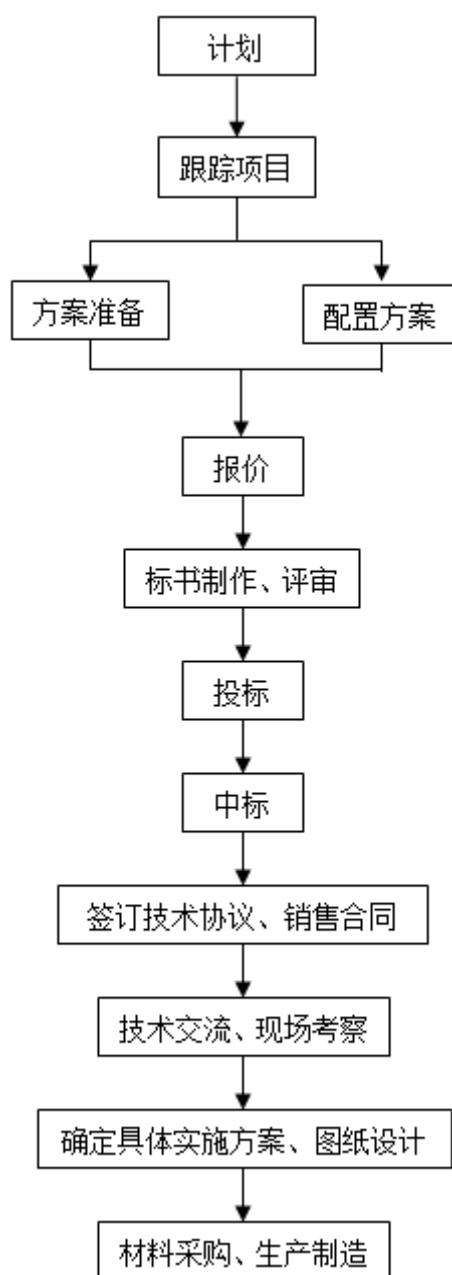 计划
跟踪项目
方案准备
配置方案
报价
标书制作、评审
投标
中标
签订技术协议、销售合同
技术交流、现场考察
确定具体实施方案、图纸设计
材料采购、生产制造